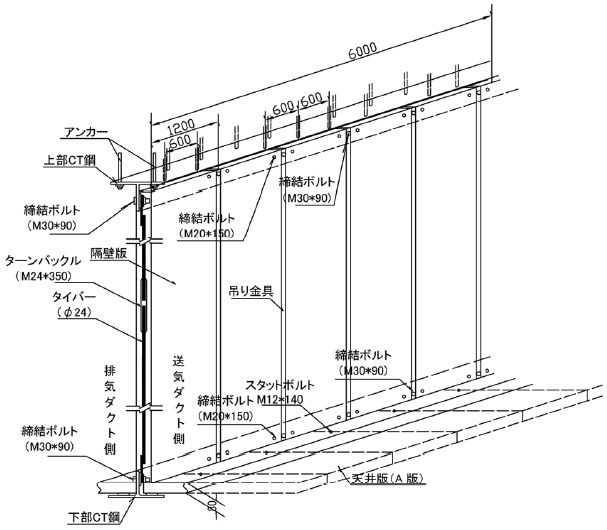 6000
600 600
1200
600
アンカー
上部CT鋼
締結ボルト
(M30*90)
締結ボルト
(M20*150)
締結ボルト
(M30*90)
隔壁版
ターンバックル
(M24*350)
タイバー
(φ24)
吊り金具
排気ダクト側
送気ダクト側
締結ボルト
(M30*90)
スタットボルト
M12*140
締結ボルト
(M20*150)
締結ボルト
(M30*90)
天井版(A版)
下部CT鋼
80